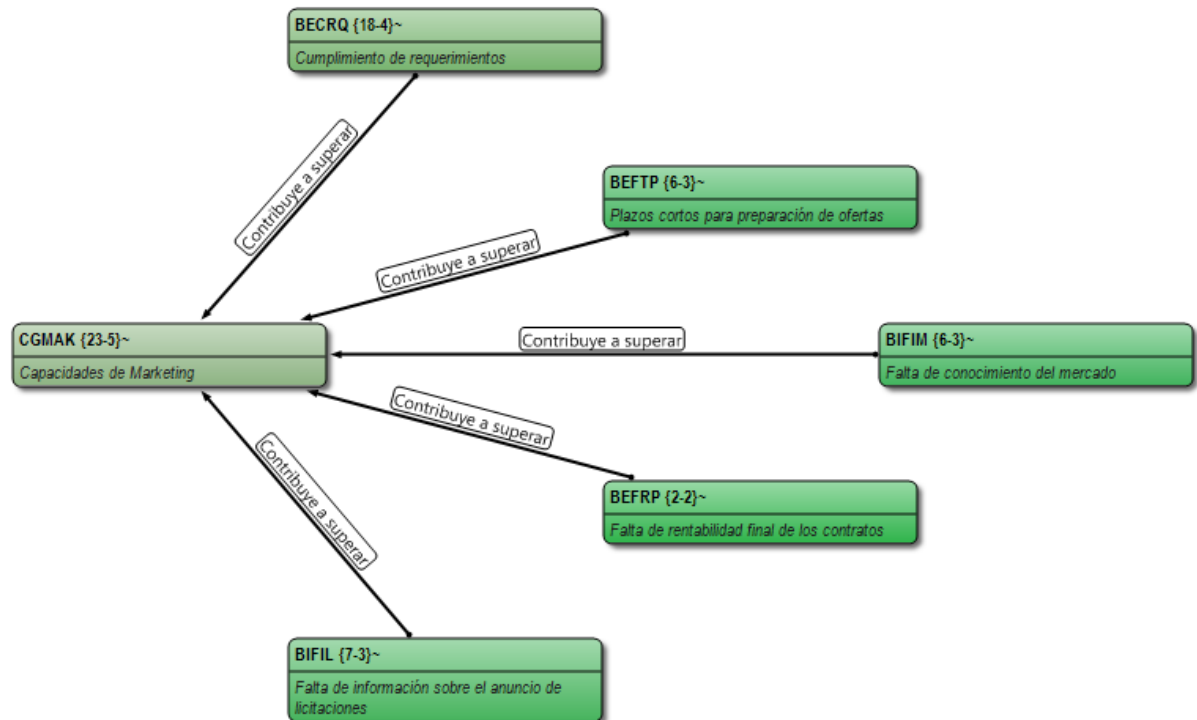 BECRQ {18-4}~
Cumplimiento de requerimientos
Contribuye a superar
BEFTP {6-3}~
Plazos cortos para preparación de ofertas
Contribuye a superar
CGMAK {23-5}~
Capacidades de Marketing
Contribuye a superar
BIFIM {6-3}~
Falta de conocimiento del mercado
Contribuye a superar
BEFRP {2-2}~
Falta de rentabilidad final de los contratos
Contribuye a superar
BIFIL {7-3}~
Falta de información sobre el anuncio de
licitaciones